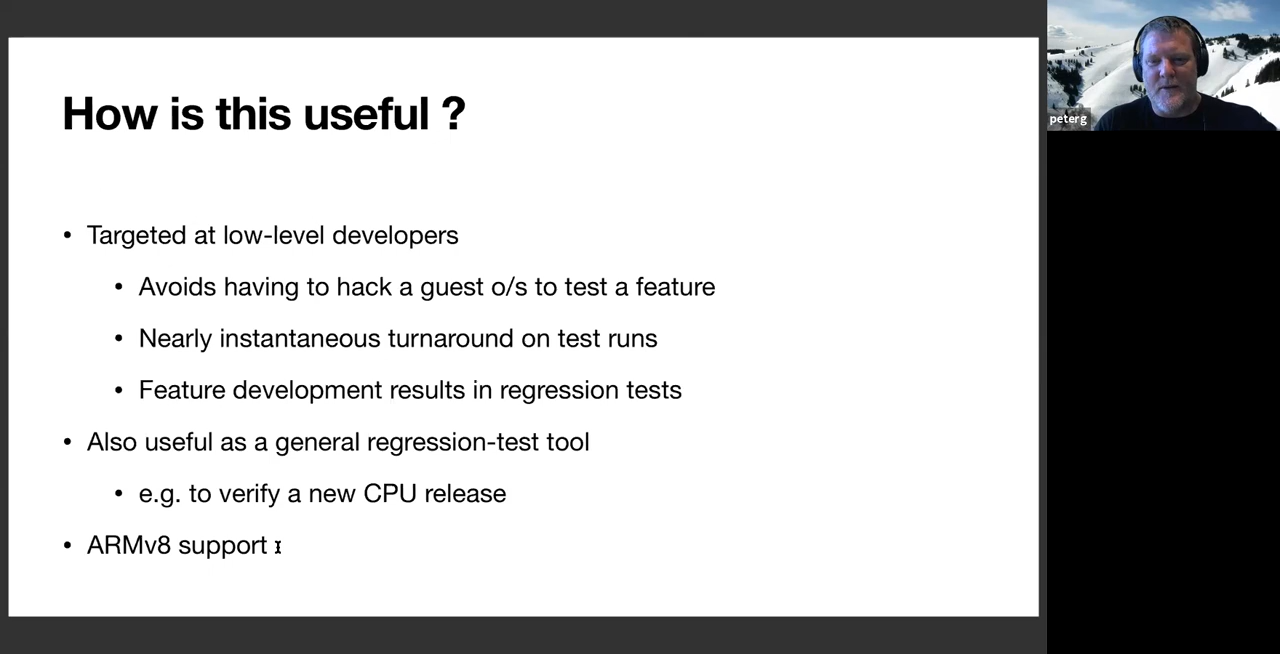 How is this useful ?
• Targeted at low-level developers
• Avoids having to hack a guest o/s to test a feature
• Nearly instantaneous turnaround on test runs
• Feature development results in regression tests
• Also useful as a general regression-test tool
• e.g. to verify a new CPU release
• ARMv8 support
peterg